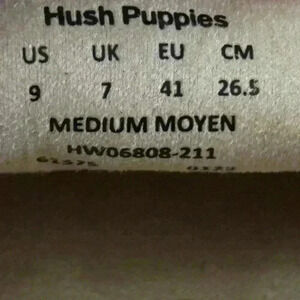 Hush Puppies
US UK EU CM
9 7 41 26.5
MEDIUM MOYEN
HW06808-211